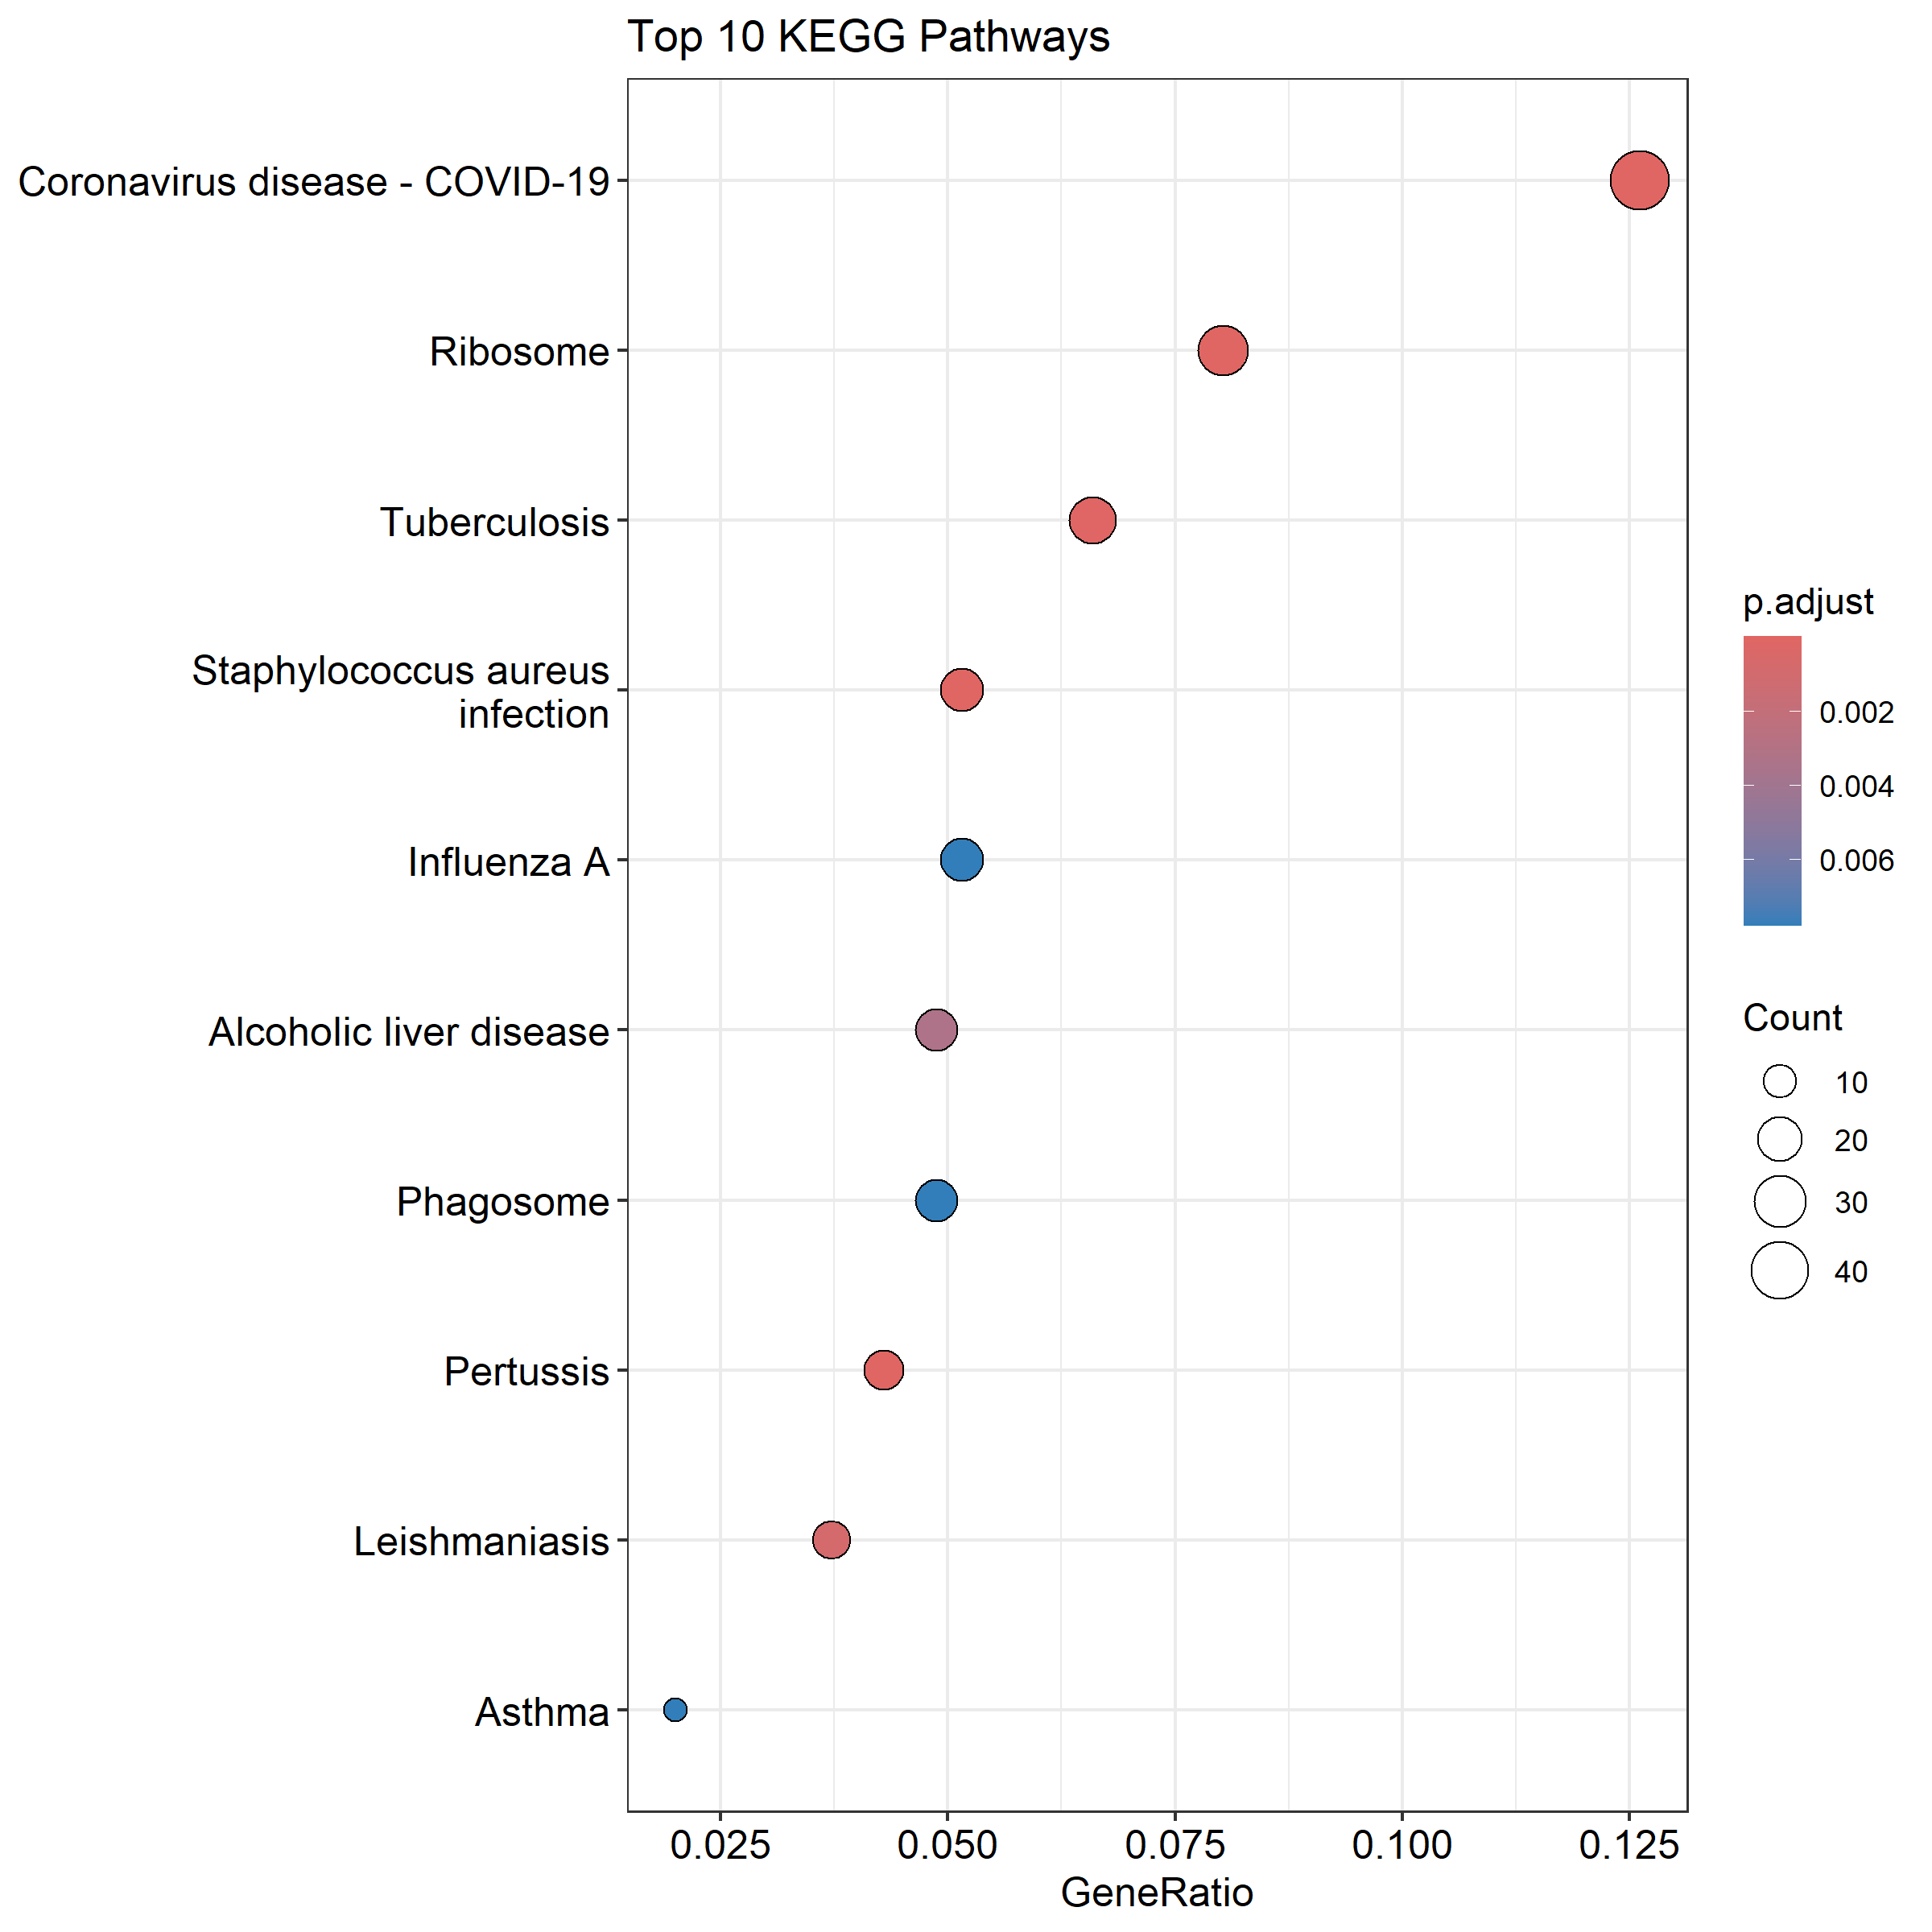 Top 10 KEGG Pathways
Coronavirus disease - COVID-19
Ribosome
Tuberculosis
Staphylococcus aureus
infection
Influenza A
Alcoholic liver disease
Phagosome
Pertussis
Leishmaniasis
Asthma
0.025 0.050 0.075 0.100 0.125
GeneRatio
p.adjust
0.002
0.004
0.006
Count
10
20
30
40